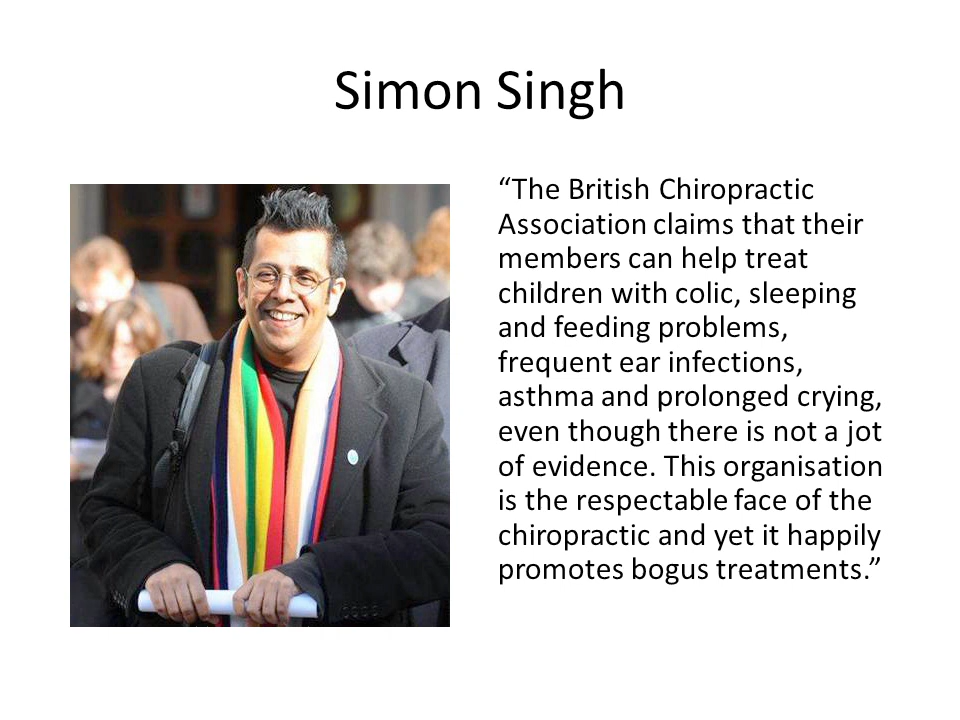 Simon Singh
“The British Chiropractic
Association claims that their
members can help treat
children with colic, sleeping
and feeding problems,
frequent ear infections,
asthma and prolonged crying,
even though there is not a jot
of evidence. This organisation
is the respectable face of the
chiropractic and yet it happily
promotes bogus treatments.”